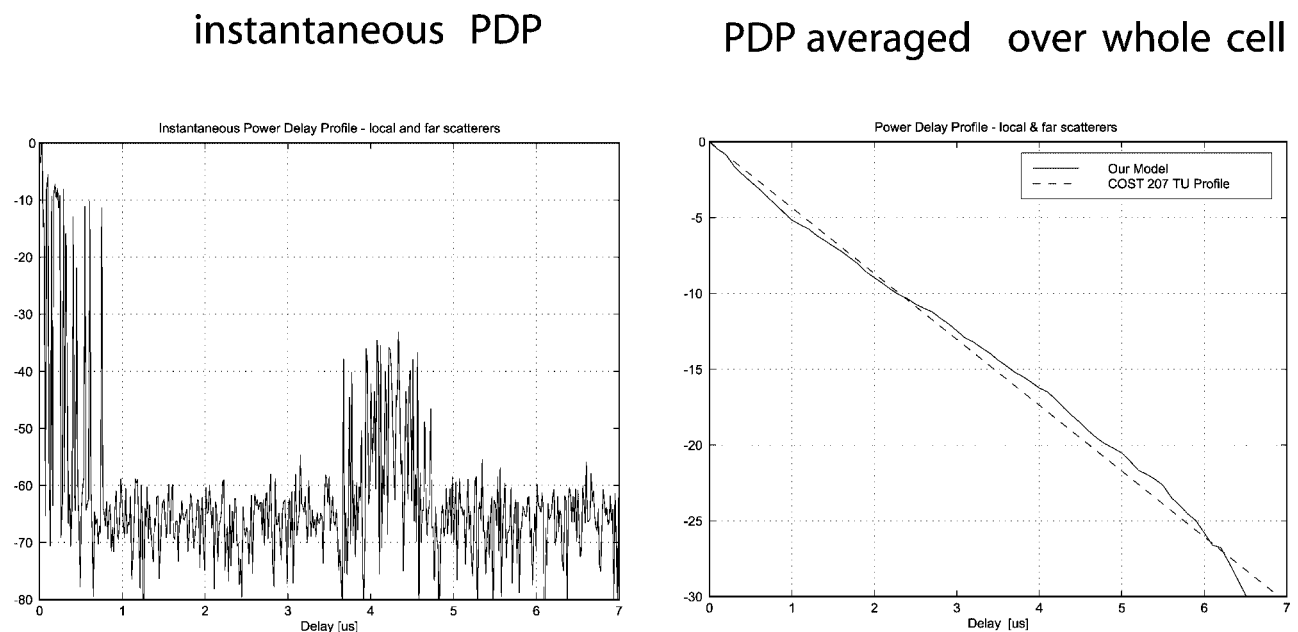 instantaneous PDP
PDP averaged over whole cell
Instantaneous Power Delay Profile - local and far scatterers
0
-10
-20
-30
-40
-50
-60
-70
-80
0 1 2 3 4 5 6 7
Delay [us]
Power Delay Profile - local & far scatterers
Our Model
COST 207 TU Profile
0
-5
-10
-15
-20
-25
-30
0 1 2 3 4 5 6 7
Delay [us]